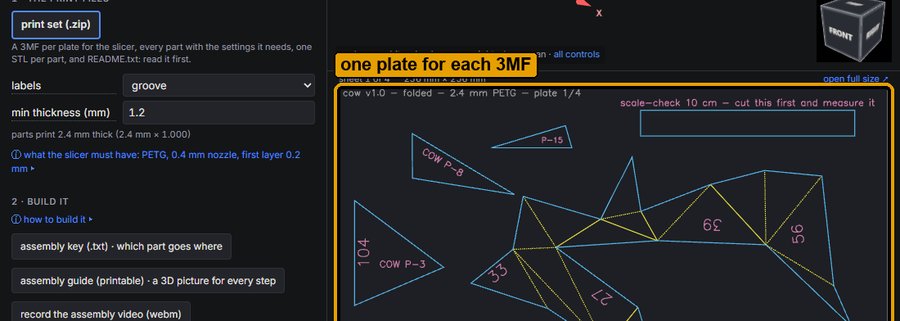 print set (.zip)
A 3MF per plate for the slicer, every part with the settings it needs, one
STL per part, and README.txt: read it first.
labels
groove
min thickness (mm)
1.2
parts print 2.4 mm thick (2.4 mm × 1.000)
ⓘ what the slicer must have: PETG, 0.4 mm nozzle, first layer 0.2
mm ▸
2 · BUILD IT
ⓘ how to build it ▸
assembly key (.txt) · which part goes where
assembly guide (printable) · a 3D picture for every step
record the assembly video (webm)
X
FRONT
all controls
one plate for each 3MF
open full size ↗
cow v1.0 — folded — 2.4 mm PETG — plate 1/4
scale-check 10 cm — cut this first and measure it
P-15
COW P-8
104
COW P-3
33
27
39
56